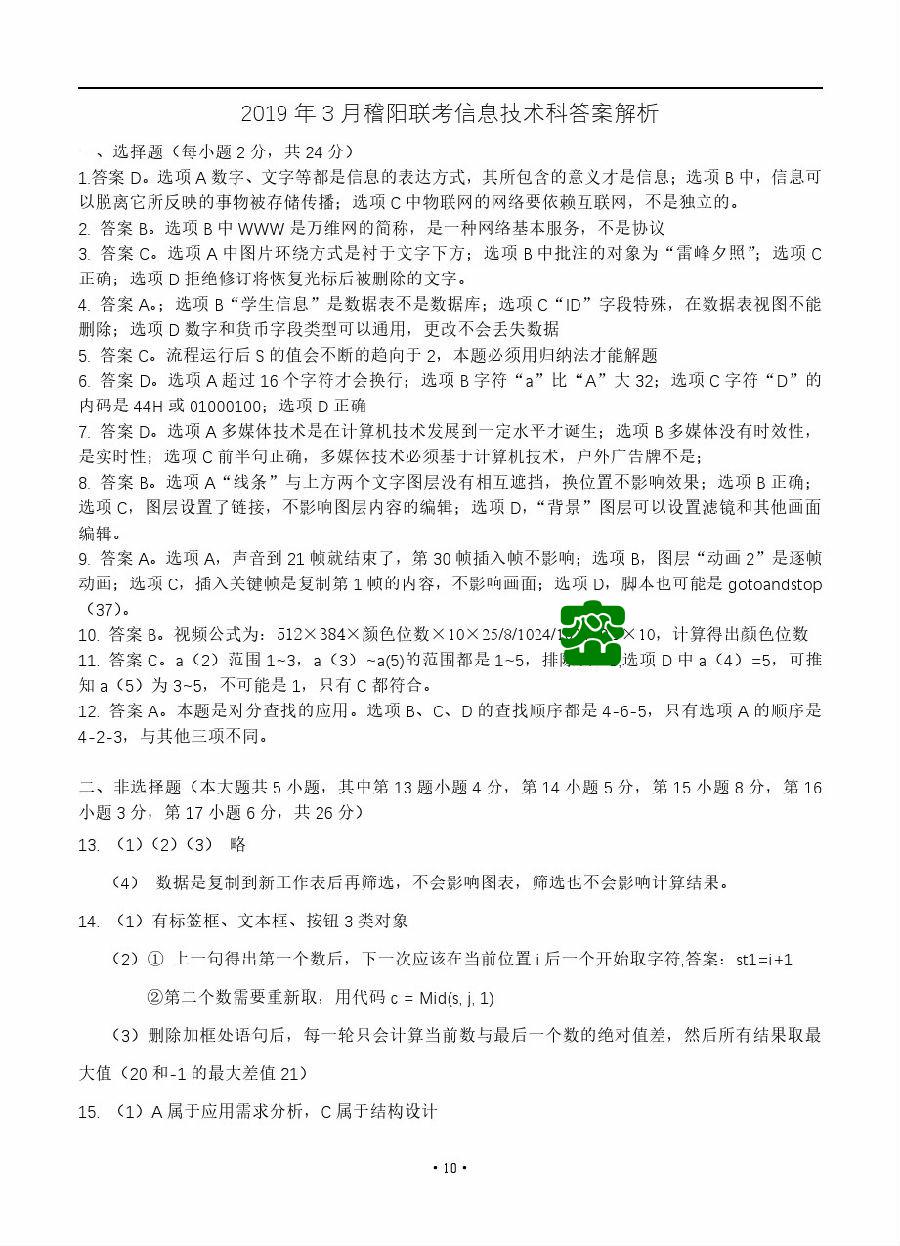 2019 年 3 月稽阳联考信息技术科答案解析
、选择题（每小题 2 分，共 24 分）
1.答案 D。选项 A 数字、文字等都是信息的表达方式，其所包含的意义才是信息；选项 B 中，信息可
以脱离它所反映的事物被存储传播；选项 C 中物联网的网络要依赖互联网，不是独立的。
2. 答案 B。选项 B 中 WWW 是万维网的简称，是一种网络基本服务，不是协议
3. 答案 C。选项 A 中图片环绕方式是衬于文字下方；选项 B 中批注的对象为“雷峰夕照”；选项 C
正确；选项 D 拒绝修订将恢复光标后被删除的文字。
4. 答案 A。；选项 B“学生信息”是数据表不是数据库；选项 C“ID”字段特殊，在数据表视图不能
删除；选项 D 数字和货币字段类型可以通用，更改不会丢失数据
5. 答案 C。流程运行后 S 的值会不断的趋向于 2，本题必须用归纳法才能解题
6. 答案 D。选项 A 超过 16 个字符才会换行；选项 B 字符“a”比“A”大 32；选项 C 字符“D”的
内码是 44H 或 01000100；选项 D 正确
7. 答案 D。选项 A 多媒体技术是在计算机技术发展到一定水平才诞生；选项 B 多媒体没有时效性，
是实时性；选项 C 前半句正确，多媒体技术必须基于计算机技术，户外广告牌不是；
8. 答案 B。选项 A“线条”与上方两个文字图层没有相互遮挡，换位置不影响效果；选项 B 正确；
选项 C，图层设置了链接，不影响图层内容的编辑；选项 D，“背景”图层可以设置滤镜和其他画面
编辑。
9. 答案 A。选项 A，声音到 21 帧就结束了，第 30 帧插入帧不影响；选项 B，图层“动画 2”是逐帧
动画；选项 C，插入关键帧是复制第 1 帧的内容，不影响画面；选项 D，脚本也可能是 gotoandstop
（37）。
10. 答案 B。视频公式为：512×384×颜色位数×10×25/8/1024/1 ×10，计算得出颜色位数
11. 答案 C。a（2）范围 1~3，a（3）~a(5)的范围都是 1~5，排除 选项 D 中 a（4）=5，可推
知 a（5）为 3~5，不可能是 1，只有 C 都符合。
12. 答案 A。本题是对分查找的应用。选项 B、C、D 的查找顺序都是 4-6-5，只有选项 A 的顺序是
4-2-3，与其他三项不同。
二、非选择题（本大题共 5 小题，其中第 13 题小题 4 分，第 14 小题 5 分，第 15 小题 8 分，第 16
小题 3 分，第 17 小题 6 分，共 26 分）
13. （1）（2）（3） 略
（4） 数据是复制到新工作表后再筛选，不会影响图表，筛选也不会影响计算结果。
14. （1）有标签框、文本框、按钮 3 类对象
（2）① 上一句得出第一个数后，下一次应该在当前位置 i 后一个开始取字符,答案：st1=i+1
②第二个数需要重新取，用代码 c = Mid(s, j, 1)
（3）删除加框处语句后，每一轮只会计算当前数与最后一个数的绝对值差，然后所有结果取最
大值（20 和-1 的最大差值 21）
15. （1）A 属于应用需求分析，C 属于结构设计
• 10 •